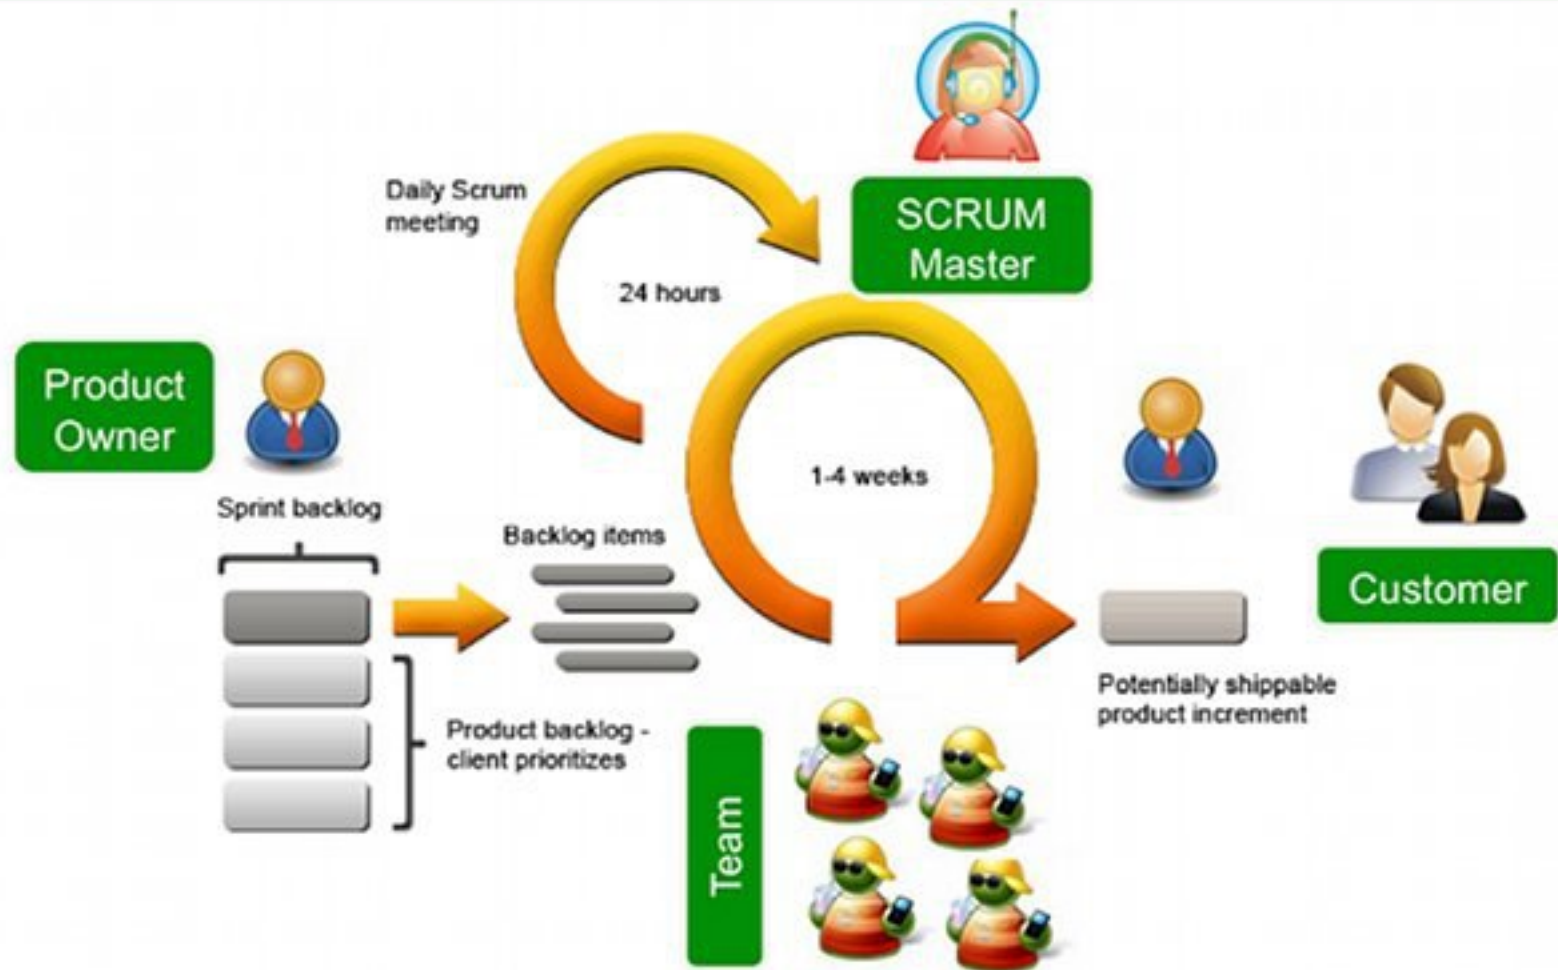 SCRUM
Master
Daily Scrum
meeting
24 hours
Product
Owner
1-4 weeks
Sprint backlog
Backlog items
Customer
Potentially shippable
product increment
Product backlog -
client prioritizes
Team